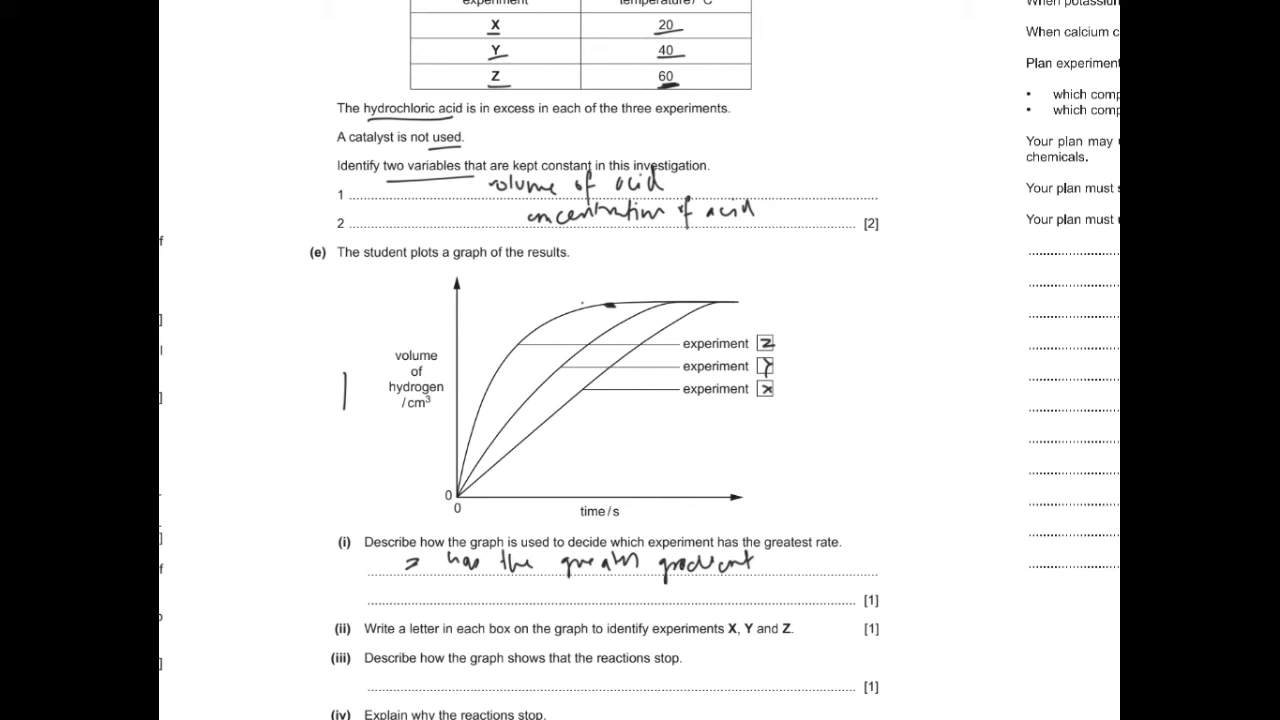 experiment temperature/°C
X 20
Y 40
Z 60
The hydrochloric acid is in excess in each of the three experiments.
A catalyst is not used.
Identify two variables that are kept constant in this investigation.
1 volume of acid
2 concentration of acid [2]
(e) The student plots a graph of the results.
volume
of
hydrogen
/cm³
experiment Z
experiment Y
experiment X
0
0
time/s
(i) Describe how the graph is used to decide which experiment has the greatest rate.
z has the greater gradient
[1]
(ii) Write a letter in each box on the graph to identify experiments X, Y and Z. [1]
(iii) Describe how the graph shows that the reactions stop.
[1]
(iv) Explain why the reactions stop.
When potassium
When calcium c
Plan experiment
• which comp
• which comp
Your plan may
chemicals.
Your plan must
Your plan must